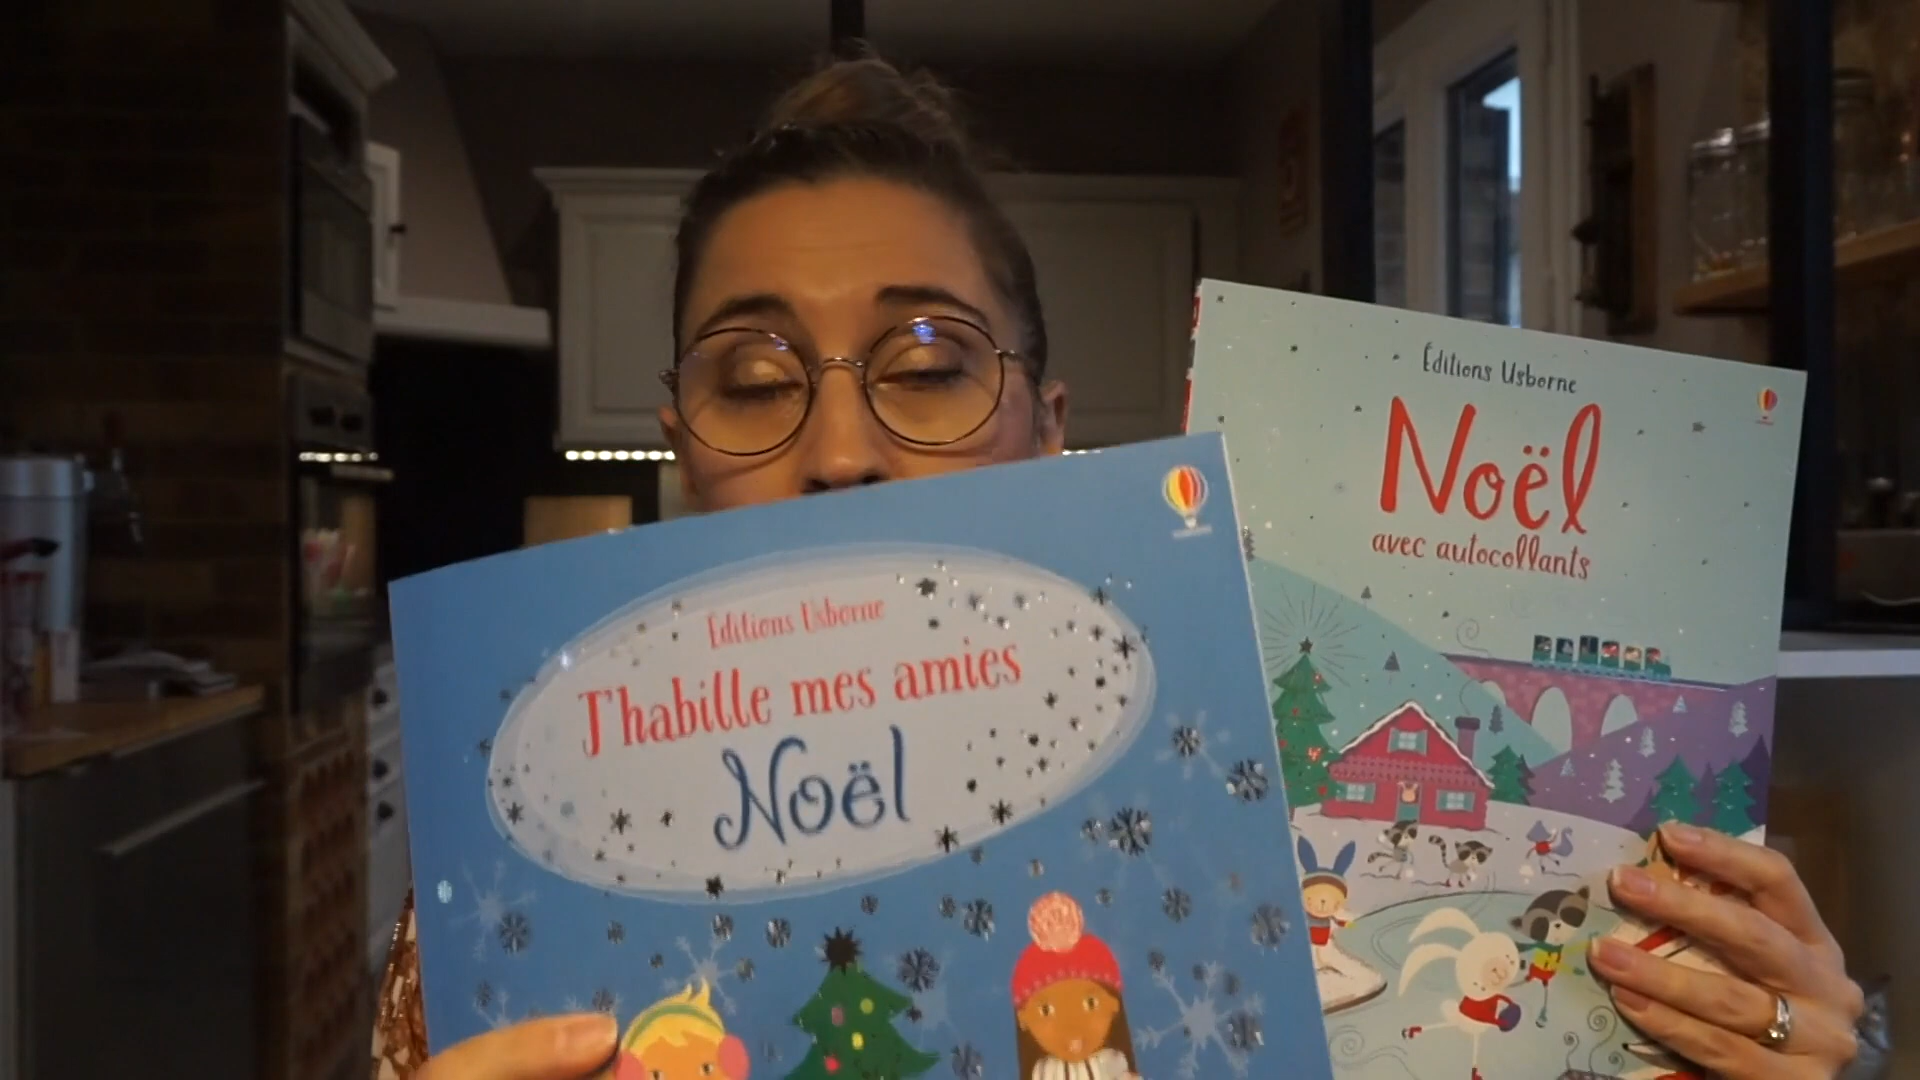 Éditions Usborne
J'habille mes amies
Noël
Éditions Usborne
Noël
avec autocollants